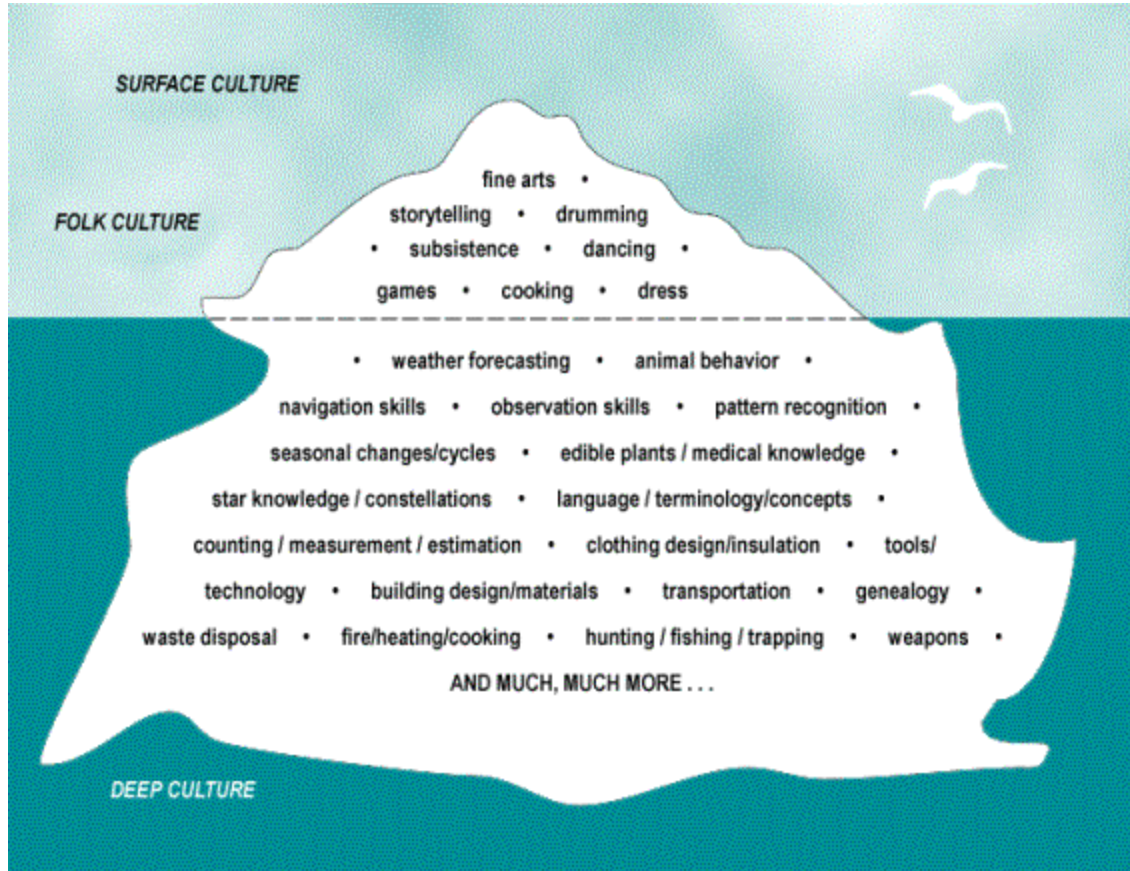 SURFACE CULTURE
fine arts •
FOLK CULTURE
storytelling • drumming
• subsistence • dancing •
games • cooking • dress
• weather forecasting • animal behavior •
navigation skills • observation skills • pattern recognition •
seasonal changes/cycles • edible plants / medical knowledge •
star knowledge / constellations • language / terminology/concepts •
counting / measurement / estimation • clothing design/insulation • tools/
technology • building design/materials • transportation • genealogy •
waste disposal • fire/heating/cooking • hunting / fishing / trapping • weapons •
AND MUCH, MUCH MORE . . .
DEEP CULTURE